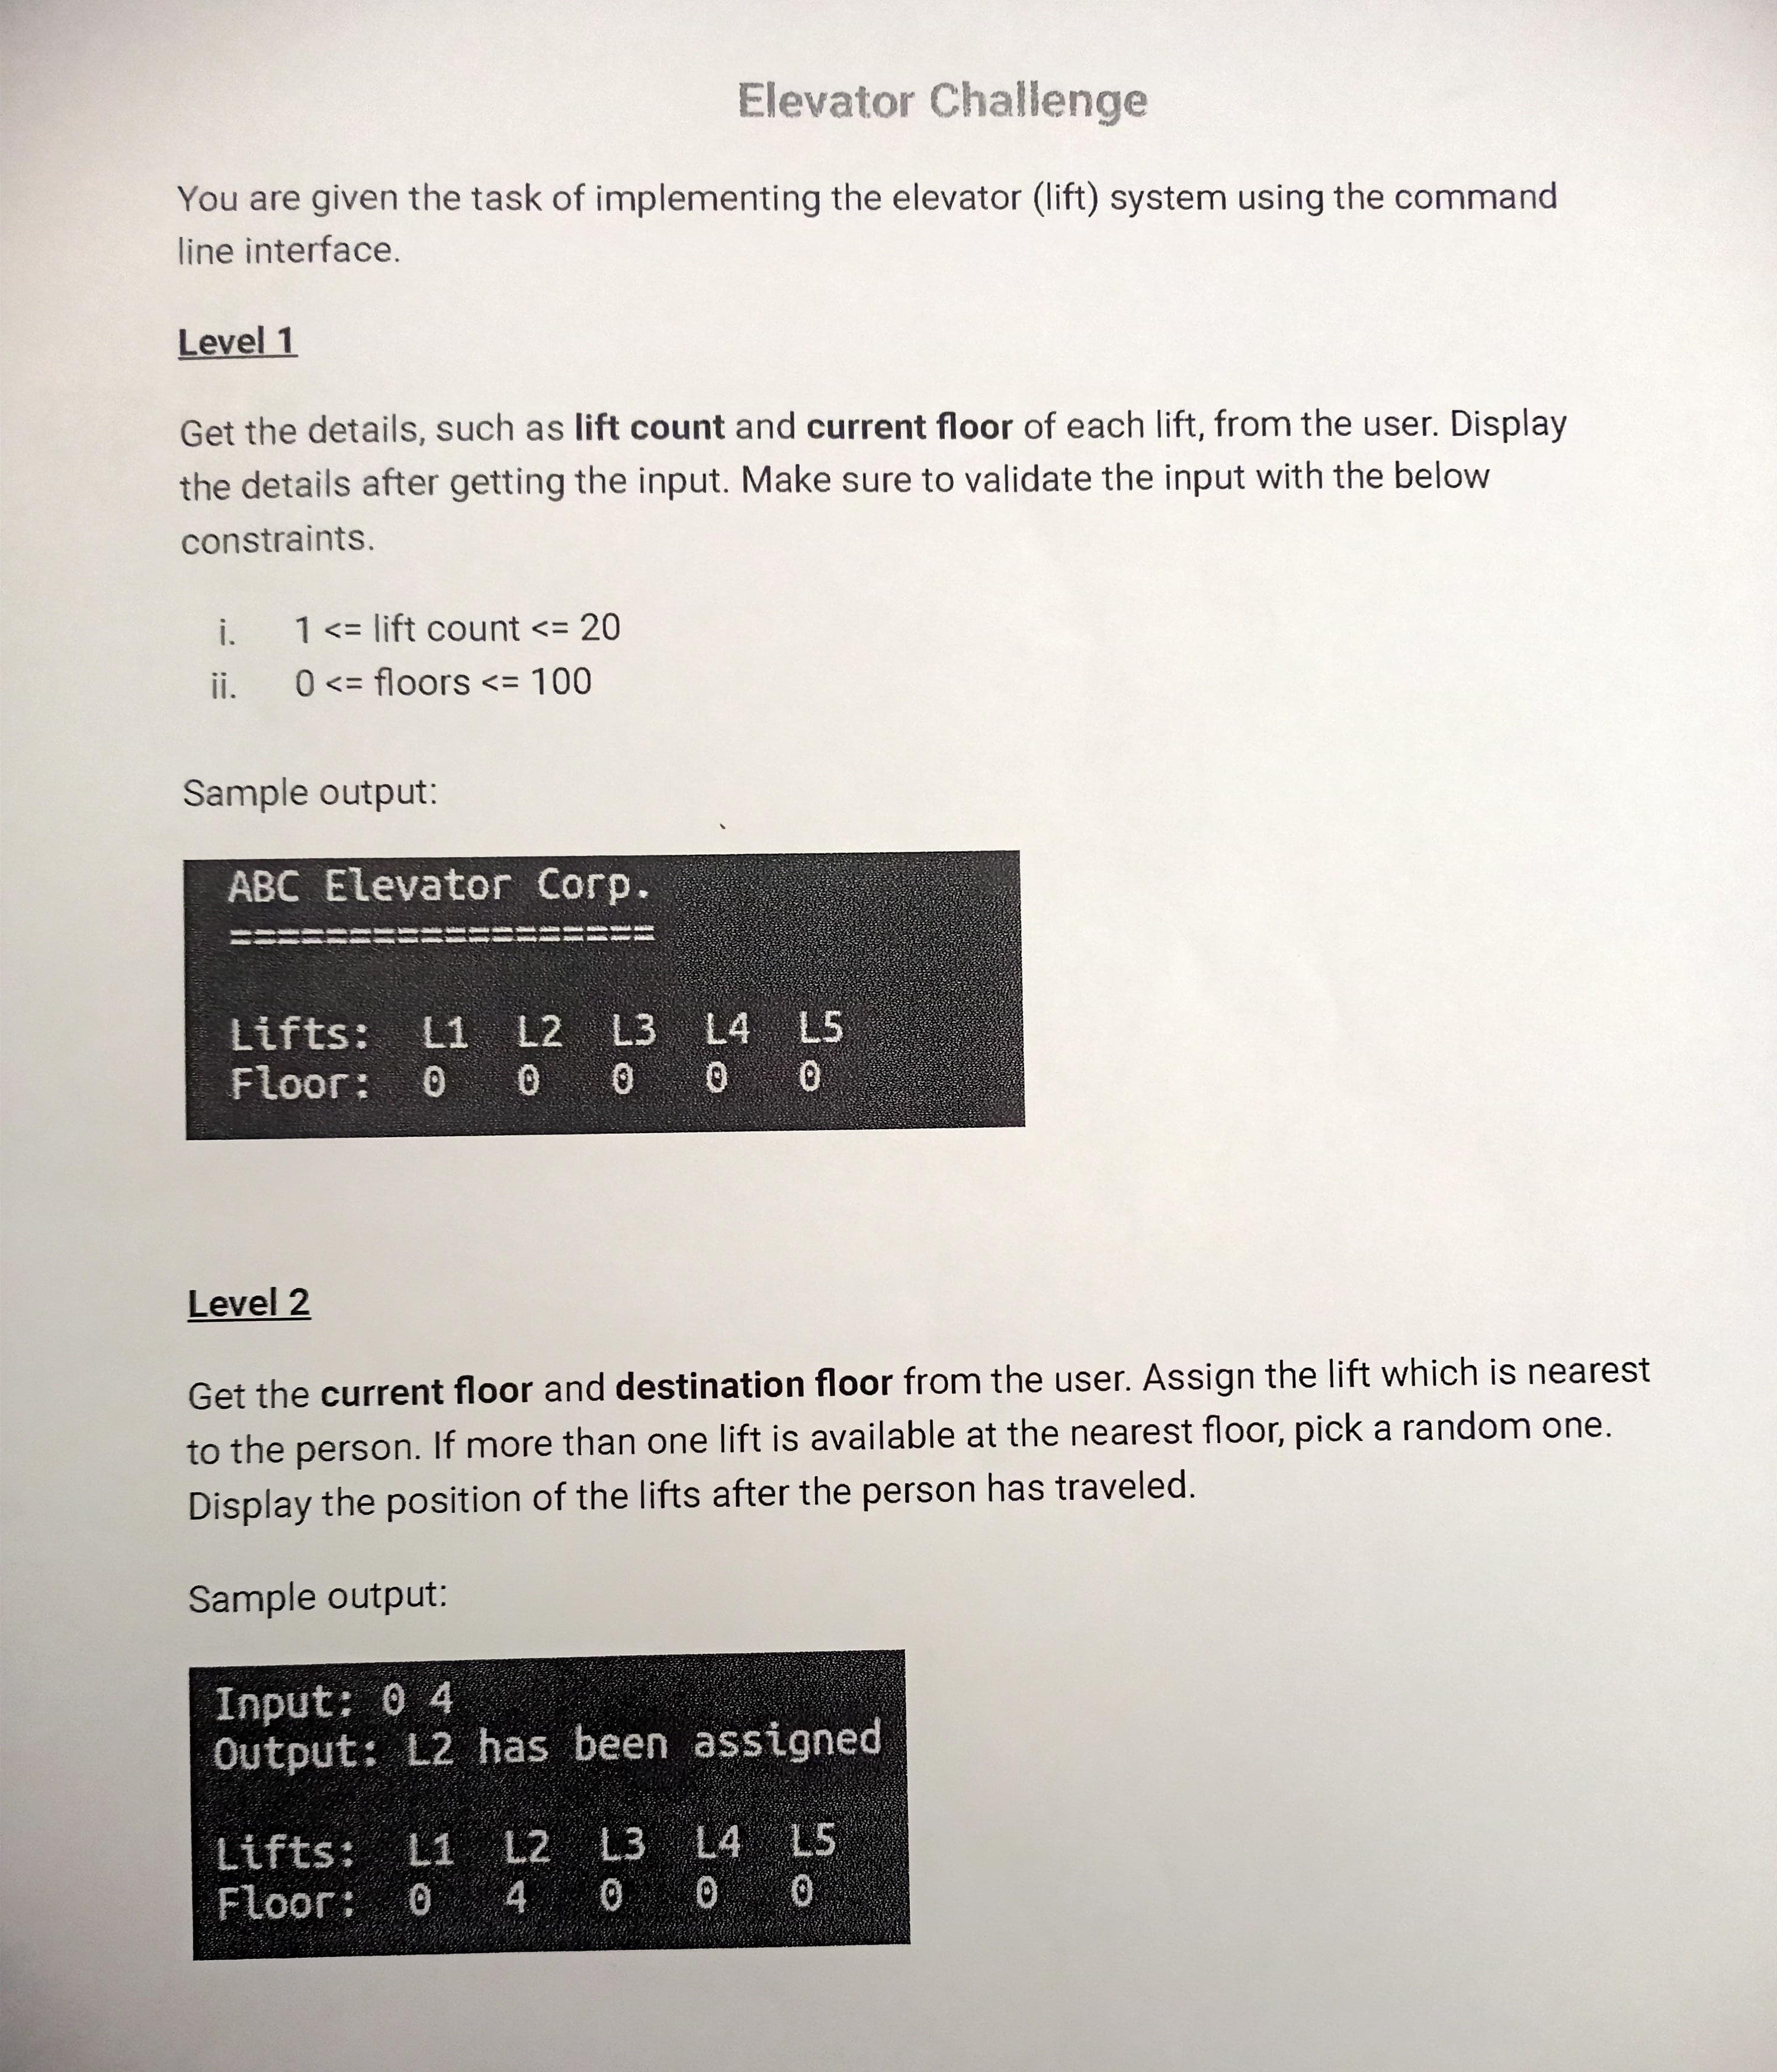 Elevator Challenge
You are given the task of implementing the elevator (lift) system using the command
line interface.
Level 1
Get the details, such as lift count and current floor of each lift, from the user. Display
the details after getting the input. Make sure to validate the input with the below
constraints.
i. 1 <= lift count <= 20
ii. 0 <= floors <= 100
Sample output:
ABC Elevator Corp.
==================
Lifts: L1 L2 L3 L4 L5
Floor: 0 0 0 0 0
Level 2
Get the current floor and destination floor from the user. Assign the lift which is nearest
to the person. If more than one lift is available at the nearest floor, pick a random one.
Display the position of the lifts after the person has traveled.
Sample output:
Input: 0 4
Output: L2 has been assigned
Lifts: L1 L2 L3 L4 L5
Floor: 0 4 0 0 0